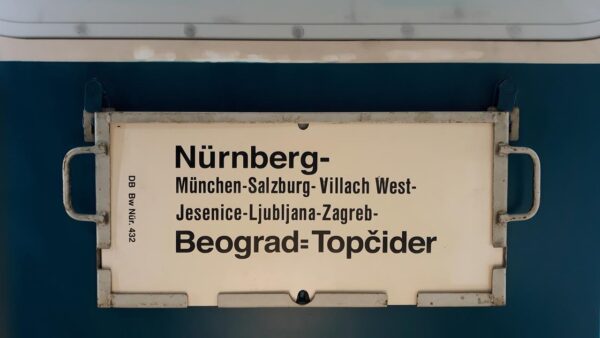 Nürnberg-
München-Salzburg- Villach West-
Jesenice-Ljubljana-Zagreb-
Beograd=Topčider
DB Bw Nür. 432